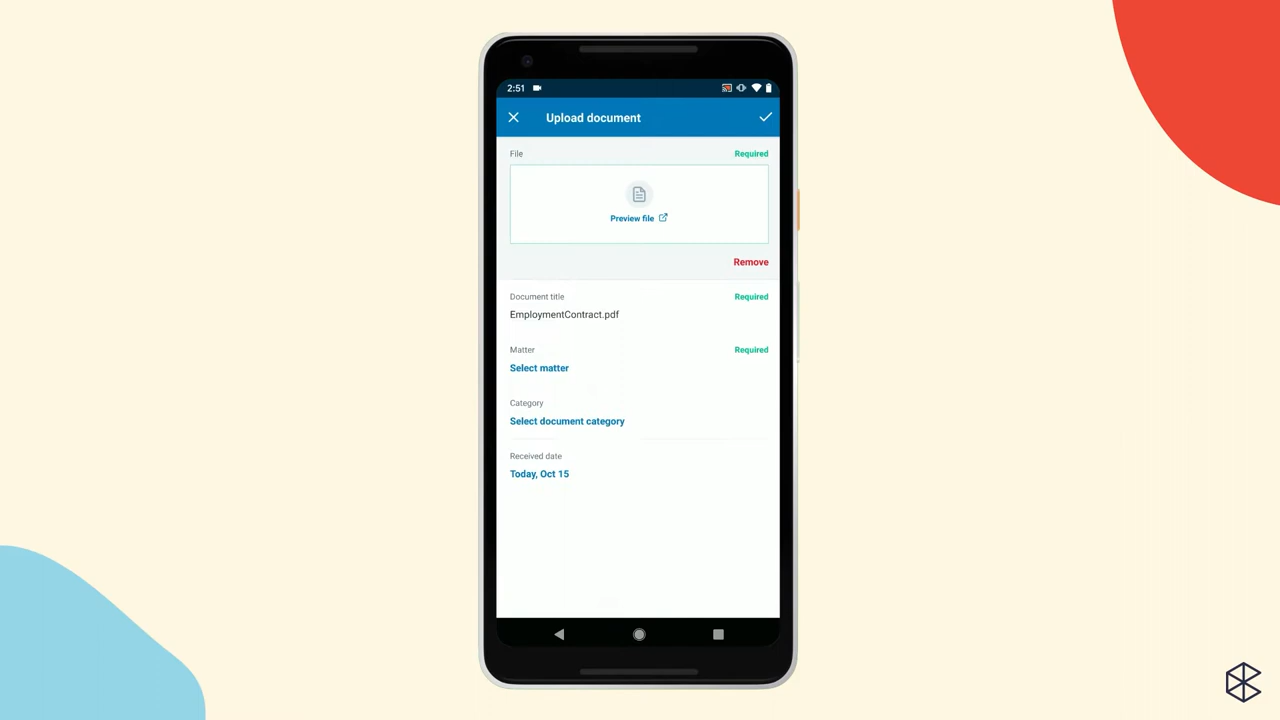 2:51
Upload document
File
Required
Preview file
Remove
Document title
Required
EmploymentContract.pdf
Matter
Required
Select matter
Category
Select document category
Received date
Today, Oct 15